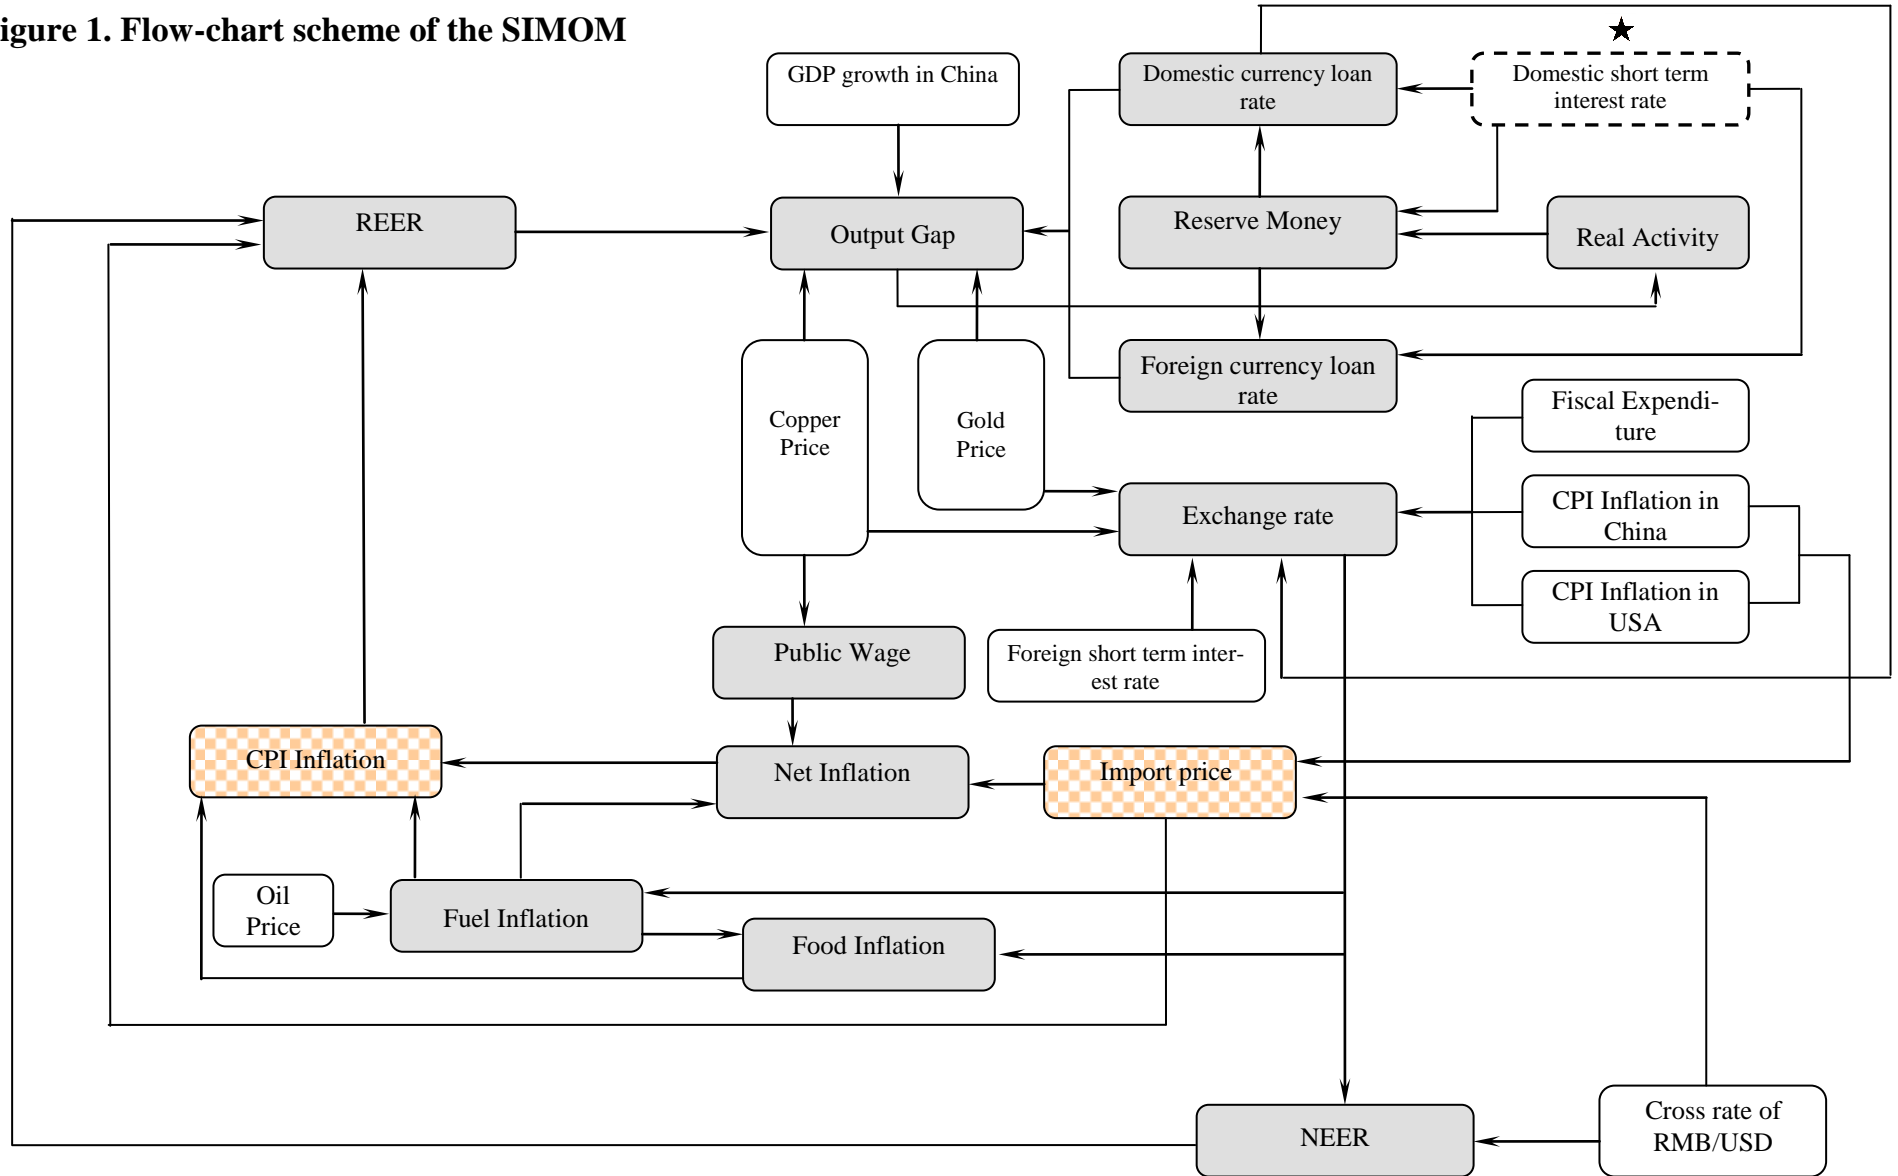 igure 1. Flow-chart scheme of the SIMOM
GDP growth in China
Domestic currency loan
rate
Domestic short term
interest rate
REER
Output Gap
Reserve Money
Real Activity
Foreign currency loan
rate
Copper
Price
Gold
Price
Fiscal Expendi-
ture
Exchange rate
CPI Inflation in
China
CPI Inflation in
USA
Public Wage
Foreign short term inter-
est rate
CPI Inflation
Net Inflation
Import price
Oil
Price
Fuel Inflation
Food Inflation
NEER
Cross rate of
RMB/USD